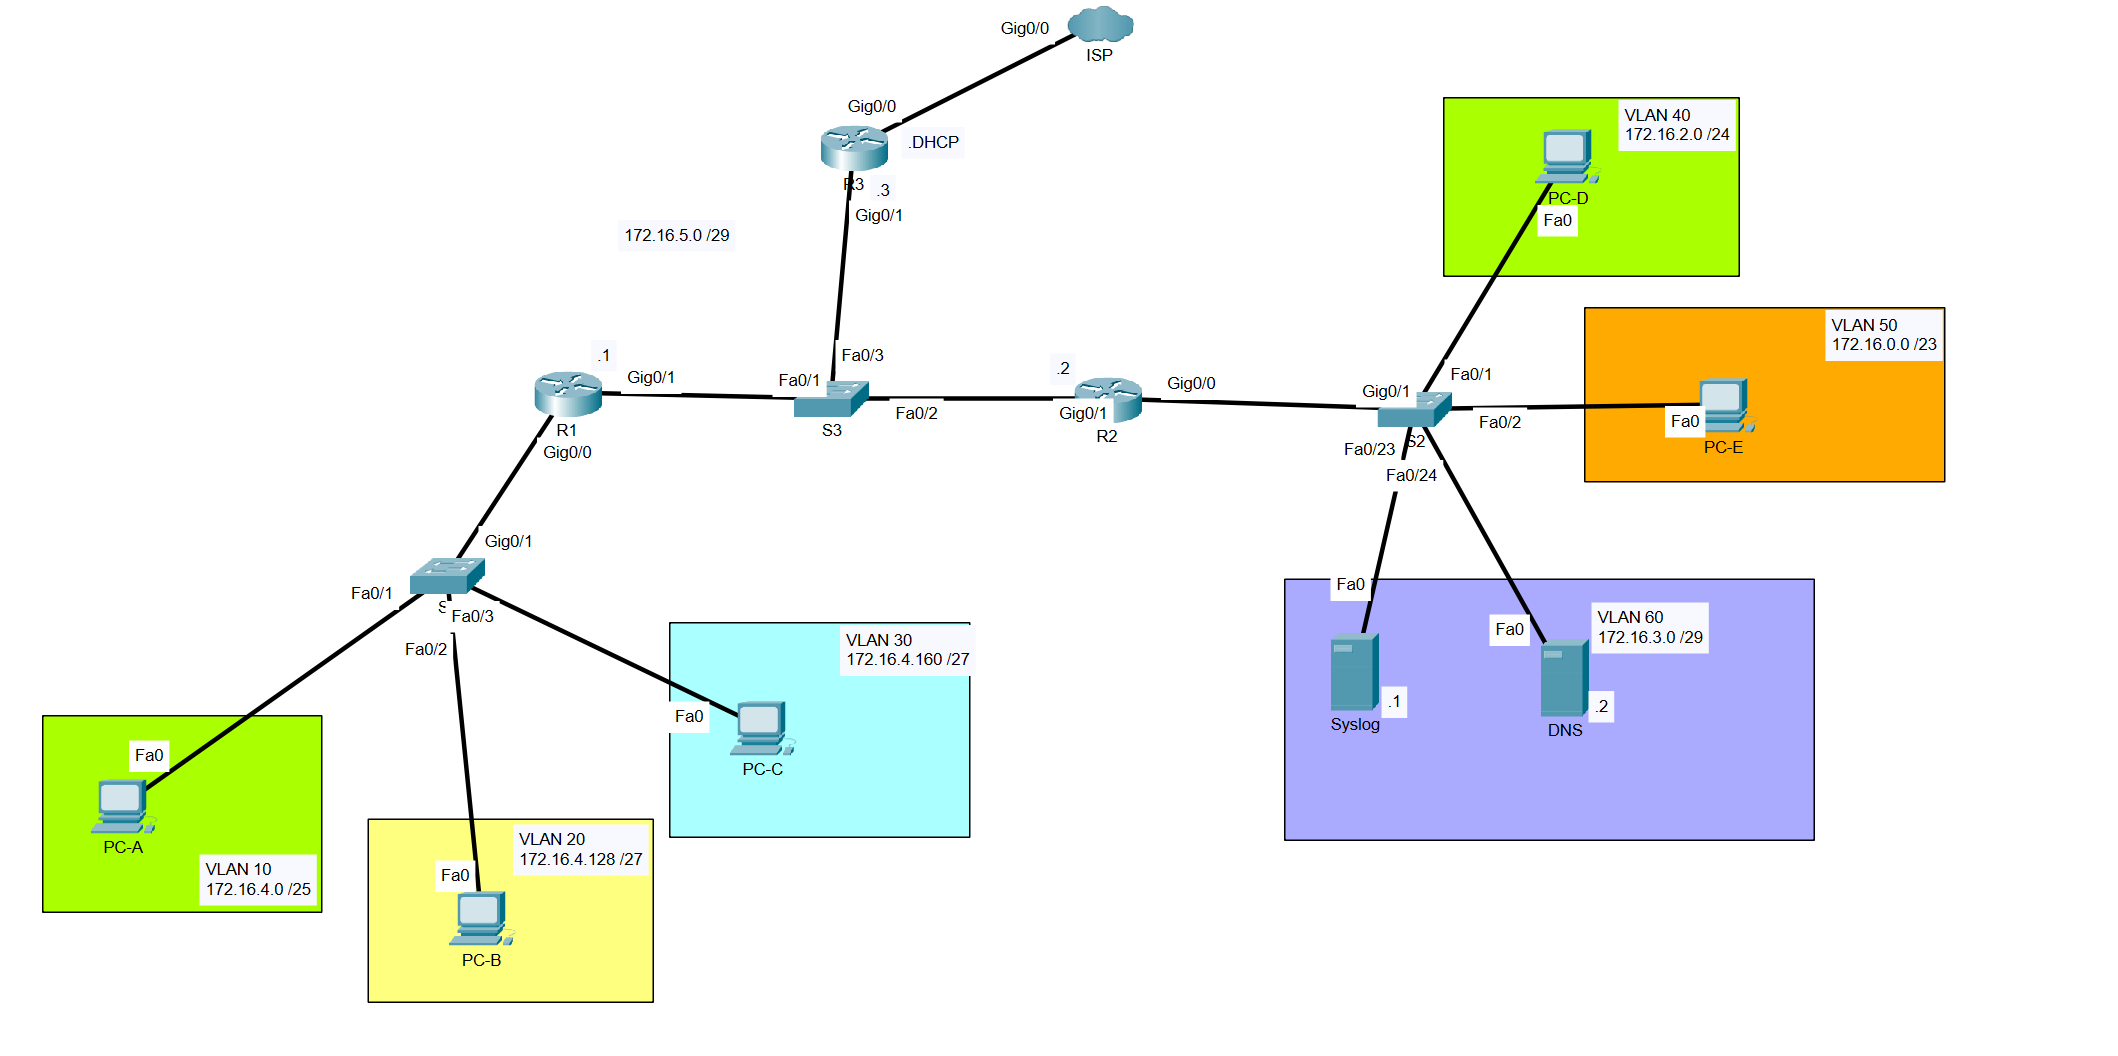 Gig0/0
ISP
Gig0/0
.DHCP
R3
.3
Gig0/1
172.16.5.0 /29
VLAN 40
172.16.2.0 /24
PC-D
Fa0
VLAN 50
172.16.0.0 /23
Fa0
PC-E
.1
Gig0/1
R1
Gig0/0
Fa0/3
Fa0/1
S3
Fa0/2
.2
Gig0/0
Gig0/1
R2
Gig0/1
Fa0/1
Fa0/2
S2
Fa0/23
Fa0/24
Gig0/1
Fa0/1
S
Fa0/3
Fa0/2
VLAN 30
172.16.4.160 /27
Fa0
PC-C
Fa0
Fa0
VLAN 60
172.16.3.0 /29
.1
Syslog
.2
DNS
Fa0
PC-A
VLAN 10
172.16.4.0 /25
VLAN 20
172.16.4.128 /27
Fa0
PC-B